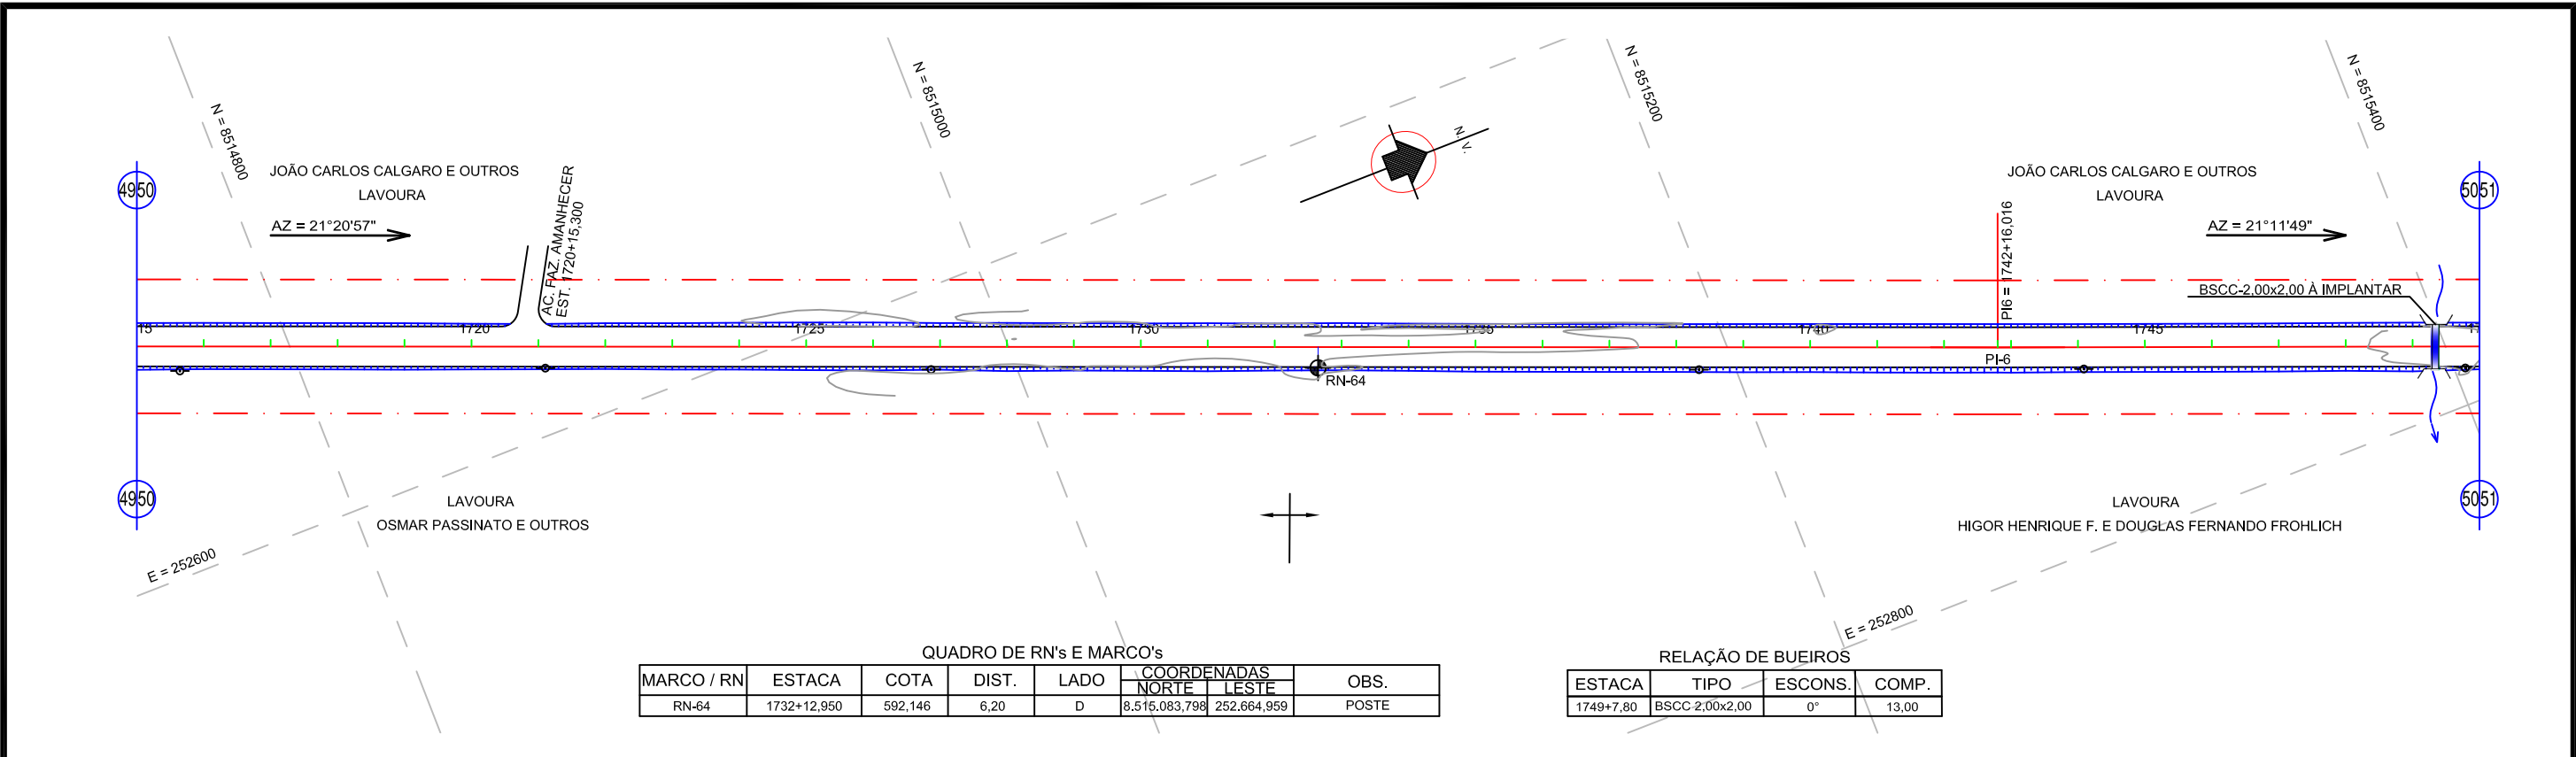 N = 8514800
N = 8515000
N = 8515200
N = 8515400
N. V.
4950
JOÃO CARLOS CALGARO E OUTROS
LAVOURA
AZ = 21°20'57"
AC. FAZ. AMANHECER
EST. 1720+15,300
JOÃO CARLOS CALGARO E OUTROS
LAVOURA
AZ = 21°11'49"
5051
PI6 = 1742+16,016
BSCC-2,00x2,00 À IMPLANTAR
15
1720
1725
1730
1735
1740
1745
PI-6
RN-64
4950
LAVOURA
OSMAR PASSINATO E OUTROS
LAVOURA
HIGOR HENRIQUE F. E DOUGLAS FERNANDO FROHLICH
5051
E = 252600
E = 252800
QUADRO DE RN's E MARCO's
MARCO / RN ESTACA COTA DIST. LADO COORDENADAS OBS.
NORTE LESTE
RN-64 1732+12,950 592,146 6,20 D 8.515.083,798 252.664,959 POSTE
RELAÇÃO DE BUEIROS
ESTACA TIPO ESCONS. COMP.
1749+7,80 BSCC 2,00x2,00 0° 13,00